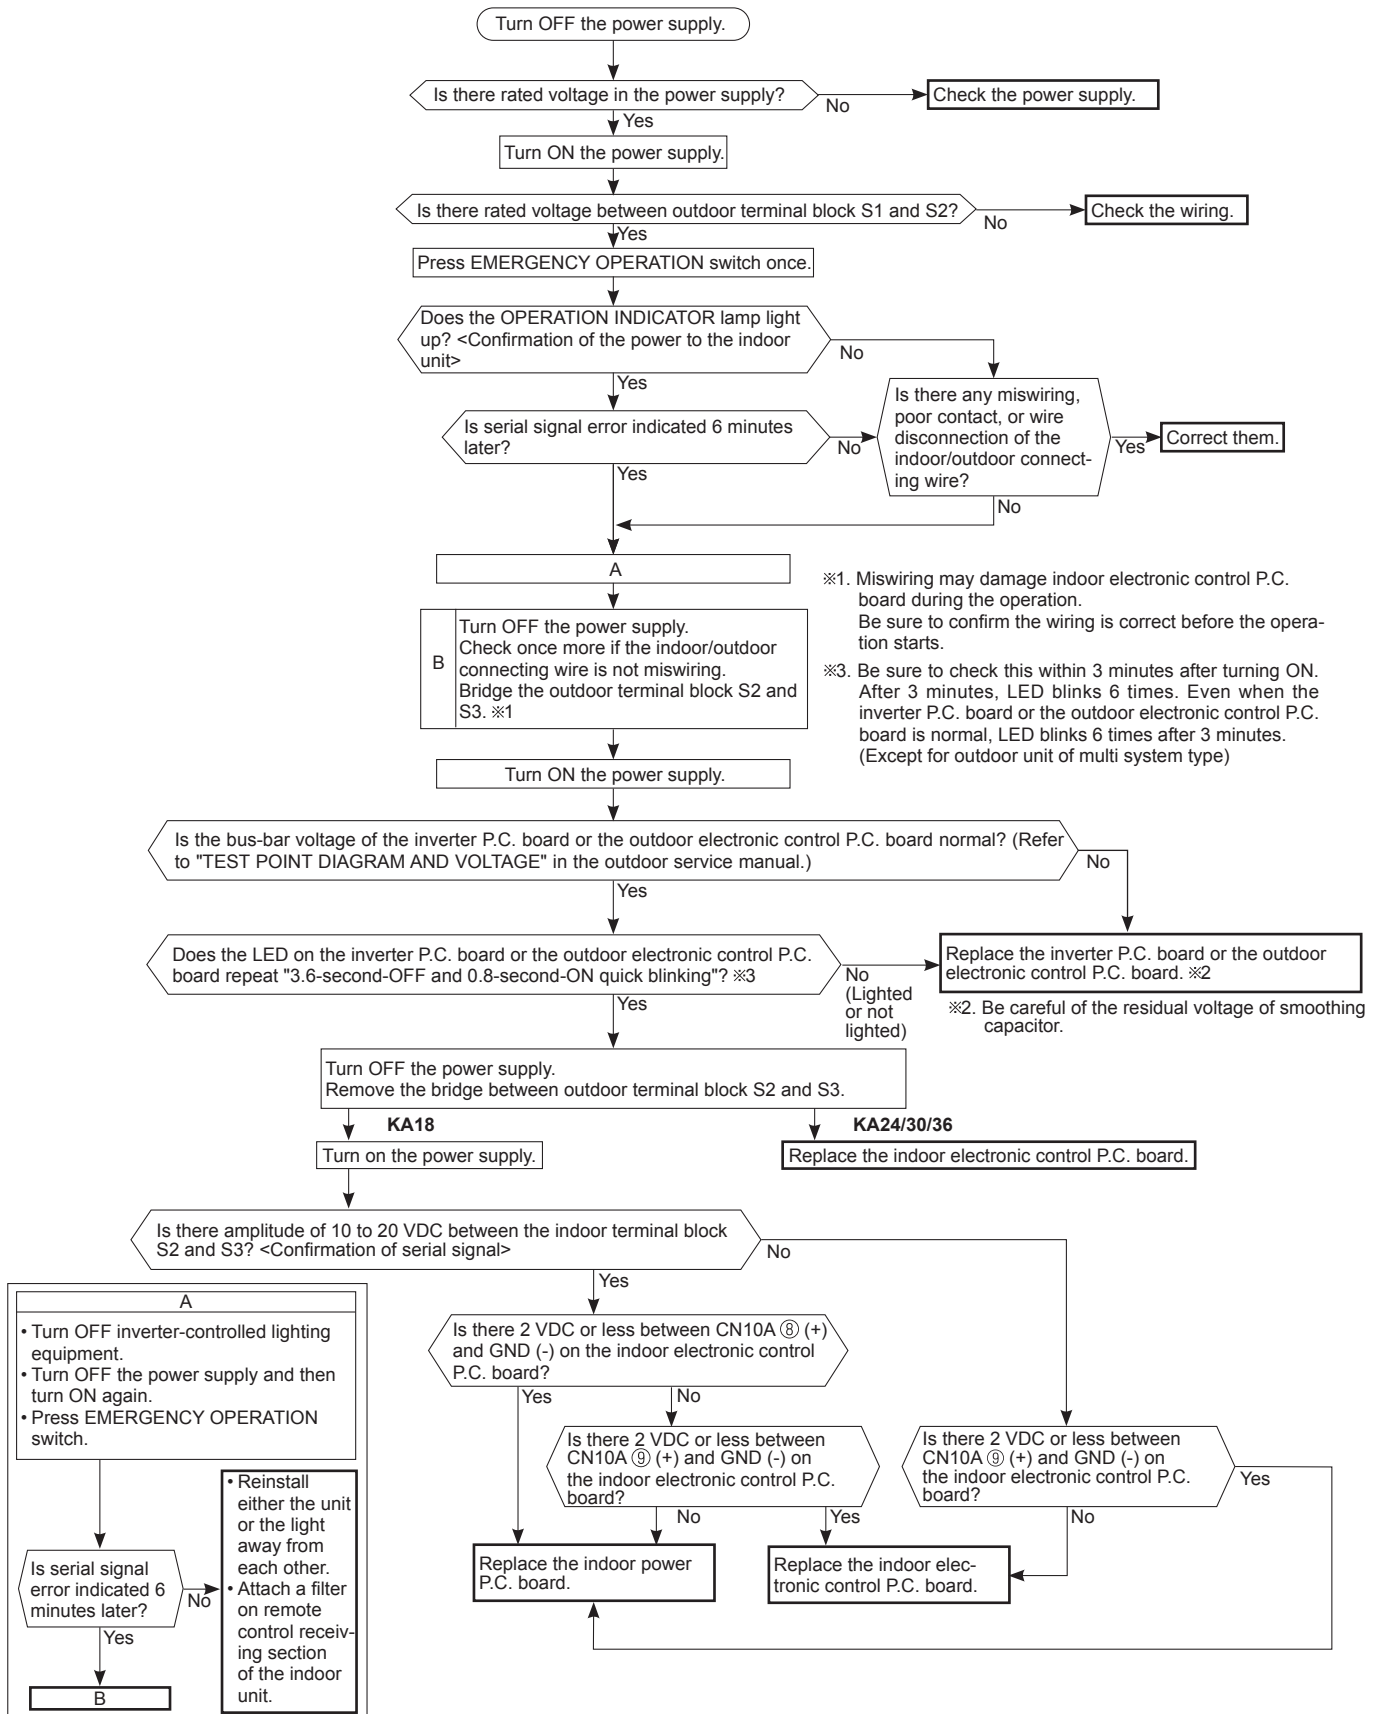 Turn OFF the power supply.
Is there rated voltage in the power supply?
No
Check the power supply.
Yes
Turn ON the power supply.
Is there rated voltage between outdoor terminal block S1 and S2?
No
Check the wiring.
Yes
Press EMERGENCY OPERATION switch once.
Does the OPERATION INDICATOR lamp light
up? <Confirmation of the power to the indoor
unit>
No
Yes
Is there any miswiring,
poor contact, or wire
disconnection of the
indoor/outdoor connect-
ing wire?
Yes
Correct them.
No
Is serial signal error indicated 6 minutes
later?
No
Yes
A
B
Turn OFF the power supply.
Check once more if the indoor/outdoor
connecting wire is not miswiring.
Bridge the outdoor terminal block S2 and
S3. ※1
※1. Miswiring may damage indoor electronic control P.C.
board during the operation.
Be sure to confirm the wiring is correct before the opera-
tion starts.
※3. Be sure to check this within 3 minutes after turning ON.
After 3 minutes, LED blinks 6 times. Even when the
inverter P.C. board or the outdoor electronic control P.C.
board is normal, LED blinks 6 times after 3 minutes.
(Except for outdoor unit of multi system type)
Turn ON the power supply.
Is the bus-bar voltage of the inverter P.C. board or the outdoor electronic control P.C. board normal? (Refer
to "TEST POINT DIAGRAM AND VOLTAGE" in the outdoor service manual.)
No
Yes
Does the LED on the inverter P.C. board or the outdoor electronic control P.C.
board repeat "3.6-second-OFF and 0.8-second-ON quick blinking"? ※3
No
(Lighted
or not
lighted)
Replace the inverter P.C. board or the outdoor
electronic control P.C. board. ※2
※2. Be careful of the residual voltage of smoothing
capacitor.
Yes
Turn OFF the power supply.
Remove the bridge between outdoor terminal block S2 and S3.
KA18
KA24/30/36
Turn on the power supply.
Replace the indoor electronic control P.C. board.
Is there amplitude of 10 to 20 VDC between the indoor terminal block
S2 and S3? <Confirmation of serial signal>
No
Yes
Is there 2 VDC or less between CN10A ⑧ (+)
and GND (-) on the indoor electronic control
P.C. board?
Yes
No
Is there 2 VDC or less between
CN10A ⑨ (+) and GND (-) on
the indoor electronic control P.C.
board?
No
Yes
Is there 2 VDC or less between
CN10A ⑨ (+) and GND (-) on
the indoor electronic control P.C.
board?
Yes
No
Replace the indoor power
P.C. board.
Replace the indoor elec-
tronic control P.C. board.
A
• Turn OFF inverter-controlled lighting
equipment.
• Turn OFF the power supply and then
turn ON again.
• Press EMERGENCY OPERATION
switch.
Is serial signal
error indicated 6
minutes later?
No
Yes
B
• Reinstall
either the unit
or the light
away from
each other.
• Attach a filter
on remote
control receiv-
ing section
of the indoor
unit.